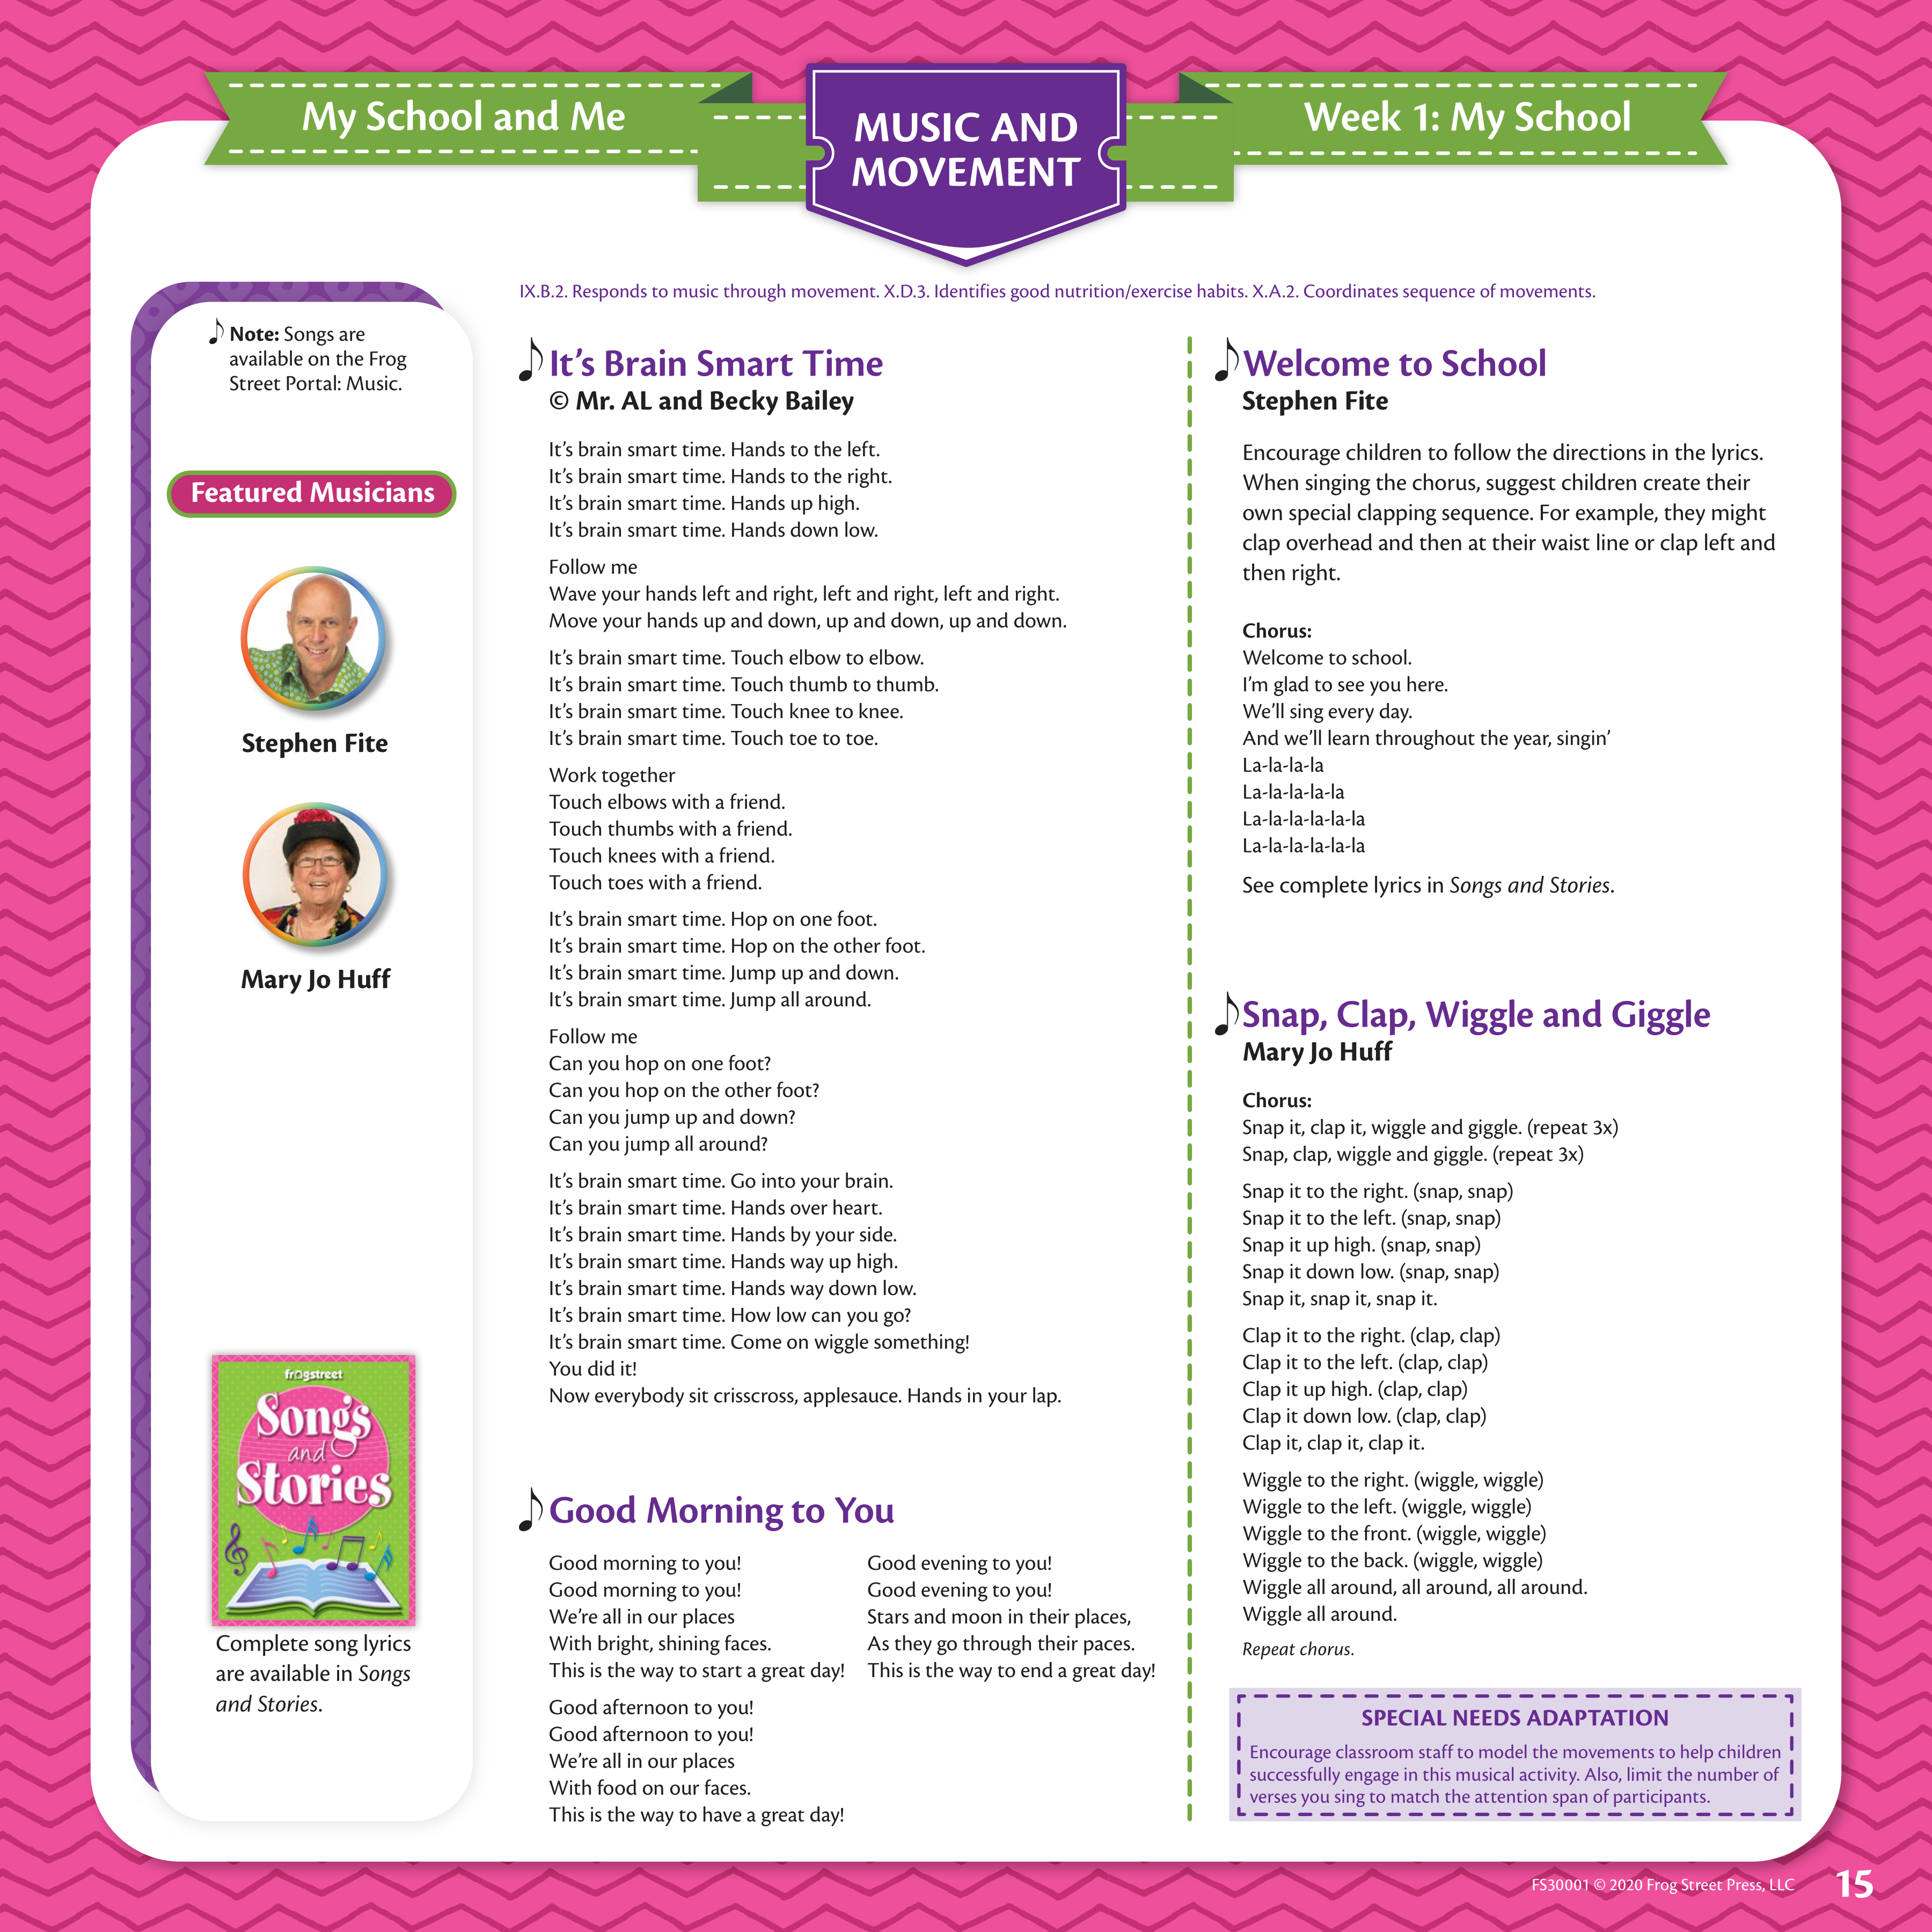 My School and Me
MUSIC AND
MOVEMENT
Week 1: My School
IX.B.2. Responds to music through movement. X.D.3. Identifies good nutrition/exercise habits. X.A.2. Coordinates sequence of movements.
Note: Songs are
available on the Frog
Street Portal: Music.
Featured Musicians
Stephen Fite
Mary Jo Huff
frogstreet
Songs
and
Stories
Complete song lyrics
are available in Songs
and Stories.
It's Brain Smart Time
© Mr. AL and Becky Bailey
It's brain smart time. Hands to the left.
It's brain smart time. Hands to the right.
It's brain smart time. Hands up high.
It's brain smart time. Hands down low.
Follow me
Wave your hands left and right, left and right, left and right.
Move your hands up and down, up and down, up and down.
It's brain smart time. Touch elbow to elbow.
It's brain smart time. Touch thumb to thumb.
It's brain smart time. Touch knee to knee.
It's brain smart time. Touch toe to toe.
Work together
Touch elbows with a friend.
Touch thumbs with a friend.
Touch knees with a friend.
Touch toes with a friend.
It's brain smart time. Hop on one foot.
It's brain smart time. Hop on the other foot.
It's brain smart time. Jump up and down.
It's brain smart time. Jump all around.
Follow me
Can you hop on one foot?
Can you hop on the other foot?
Can you jump up and down?
Can you jump all around?
It's brain smart time. Go into your brain.
It's brain smart time. Hands over heart.
It's brain smart time. Hands by your side.
It's brain smart time. Hands way up high.
It's brain smart time. Hands way down low.
It's brain smart time. How low can you go?
It's brain smart time. Come on wiggle something!
You did it!
Now everybody sit crisscross, applesauce. Hands in your lap.
Good Morning to You
Good morning to you!
Good morning to you!
We're all in our places
With bright, shining faces.
This is the way to start a great day!
Good afternoon to you!
Good afternoon to you!
We're all in our places
With food on our faces.
This is the way to have a great day!
Good evening to you!
Good evening to you!
Stars and moon in their places,
As they go through their paces.
This is the way to end a great day!
Welcome to School
Stephen Fite
Encourage children to follow the directions in the lyrics.
When singing the chorus, suggest children create their
own special clapping sequence. For example, they might
clap overhead and then at their waist line or clap left and
then right.
Chorus:
Welcome to school.
I'm glad to see you here.
We'll sing every day.
And we'll learn throughout the year, singin'
La-la-la-la
La-la-la-la-la
La-la-la-la-la-la
La-la-la-la-la-la
See complete lyrics in Songs and Stories.
Snap, Clap, Wiggle and Giggle
Mary Jo Huff
Chorus:
Snap it, clap it, wiggle and giggle. (repeat 3x)
Snap, clap, wiggle and giggle. (repeat 3x)
Snap it to the right. (snap, snap)
Snap it to the left. (snap, snap)
Snap it up high. (snap, snap)
Snap it down low. (snap, snap)
Snap it, snap it, snap it.
Clap it to the right. (clap, clap)
Clap it to the left. (clap, clap)
Clap it up high. (clap, clap)
Clap it down low. (clap, clap)
Clap it, clap it, clap it.
Wiggle to the right. (wiggle, wiggle)
Wiggle to the left. (wiggle, wiggle)
Wiggle to the front. (wiggle, wiggle)
Wiggle to the back. (wiggle, wiggle)
Wiggle all around, all around, all around.
Wiggle all around.
Repeat chorus.
SPECIAL NEEDS ADAPTATION
Encourage classroom staff to model the movements to help children
successfully engage in this musical activity. Also, limit the number of
verses you sing to match the attention span of participants.
FS30001 © 2020 Frog Street Press, LLC
15